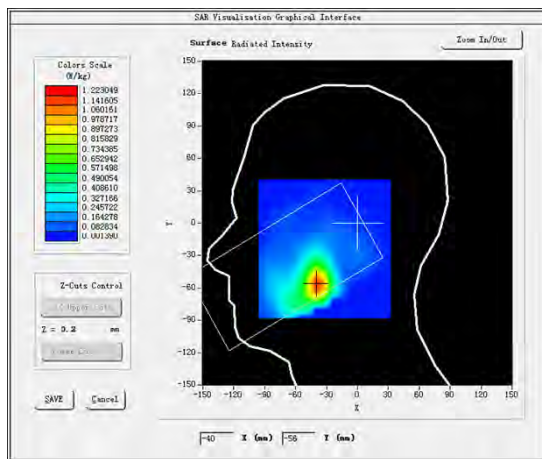 SAR Visualisation Graphical Interface
Surface Radiated Intensity
Zoom In/Out
Colors Scale
(W/kg)
1.223049
1.141605
1.060161
0.978717
0.897273
0.815829
0.734385
0.652942
0.571498
0.490054
0.408610
0.327166
0.245722
0.164278
0.082834
0.001390
Z-Cuts Control
Z = 0.2 mm
SAVE
Cancel
150
120
90
60
30
0
-30
-60
-90
-120
-150
Y
-150 -120 -90 -60 -30 0 30 60 90 120 150
X
-40 X (mm) -56 Y (mm)